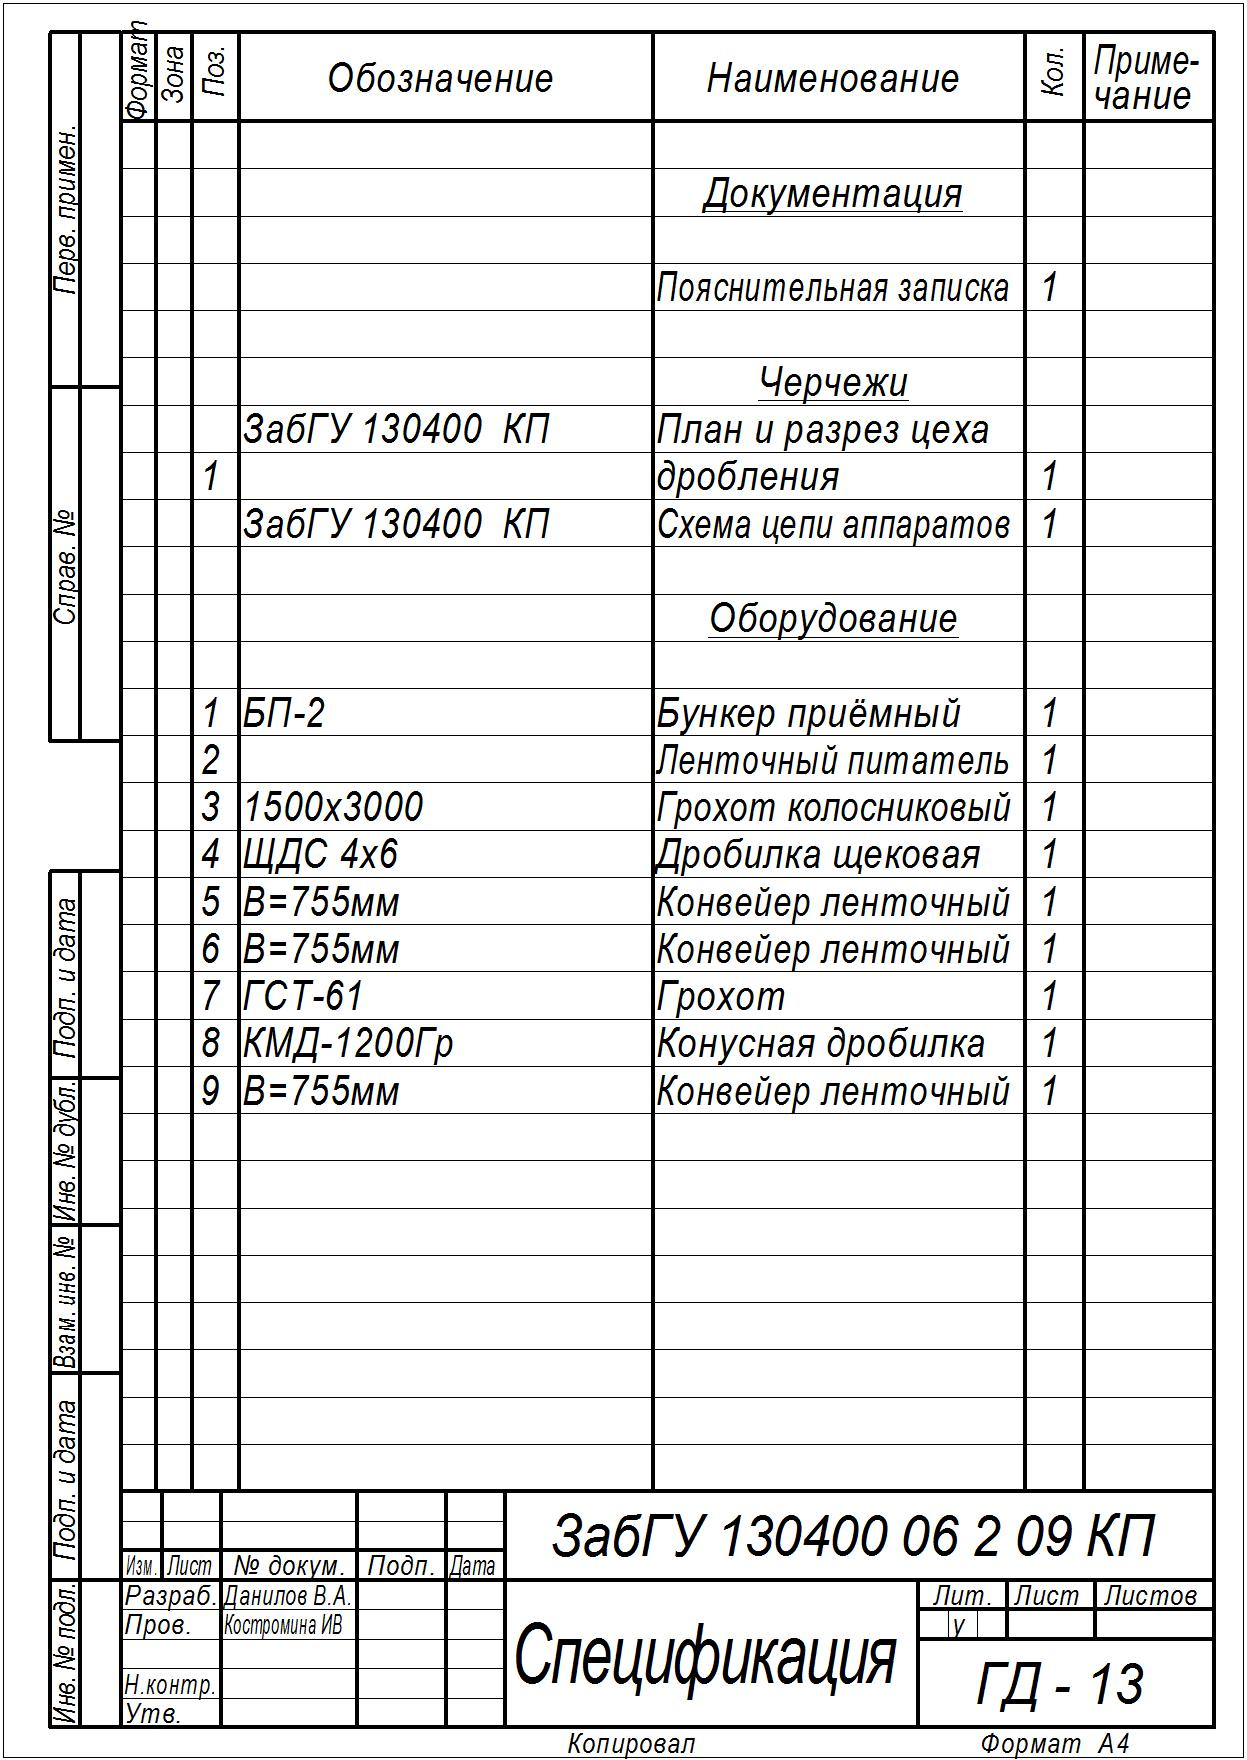 Формат Зона Поз. Обозначение Наименование Кол. Приме-
чание
Документация
Пояснительная записка 1
Черчежи
ЗабГУ 130400 КП План и разрез цеха
1 дробления 1
ЗабГУ 130400 КП Схема цепи аппаратов 1
Оборудование
1 БП-2 Бункер приёмный 1
2 Ленточный питатель 1
3 1500х3000 Грохот колосниковый 1
4 ЩДС 4х6 Дробилка щековая 1
5 В=755мм Конвейер ленточный 1
6 В=755мм Конвейер ленточный 1
7 ГСТ-61 Грохот 1
8 КМД-1200Гр Конусная дробилка 1
9 В=755мм Конвейер ленточный 1
Перв. примен.
Справ. №
Подп. и дата
Инв. № дубл.
Взам. инв. №
Подп. и дата
Инв. № подл.
ЗабГУ 130400 06 2 09 КП
Изм. Лист № докум. Подп. Дата
Разраб. Данилов В.А.
Пров. Костромина ИВ
Н.контр.
Утв.
Спецификация
Лит. Лист Листов
у
ГД - 13
Копировал Формат А4